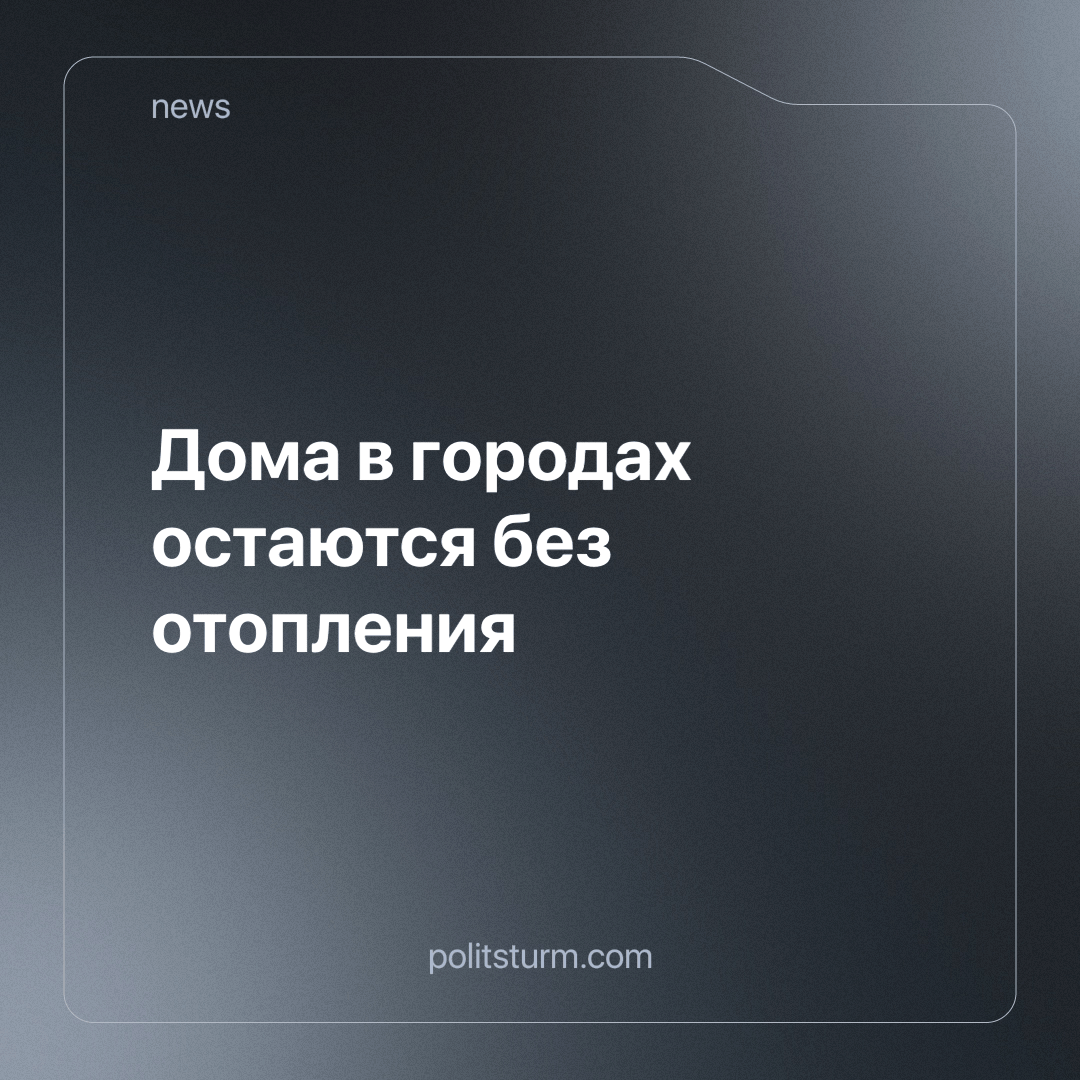 news
Дома в городах
остаются без
отопления
politsturm.com